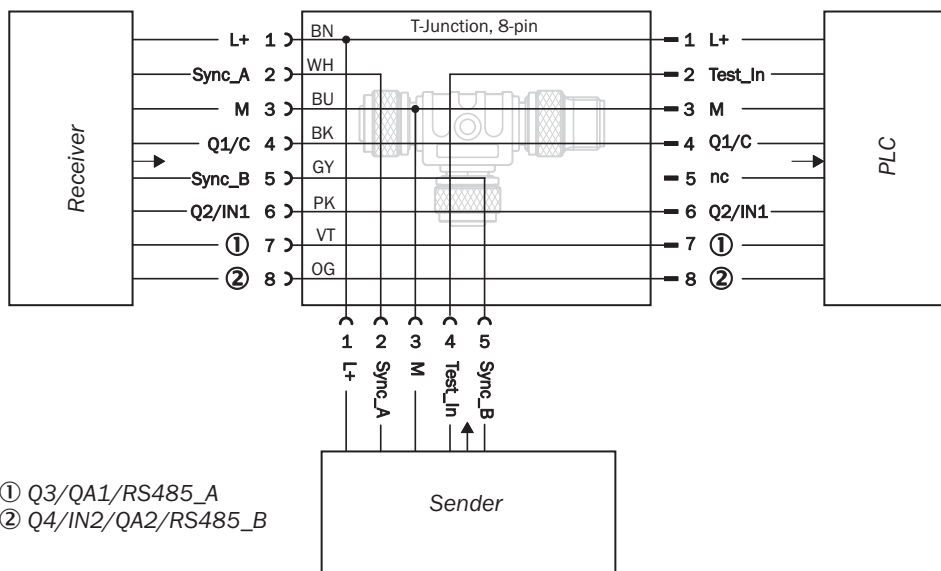 T-Junction, 8-pin
Receiver
PLC
L+ 1 BN 1 L+
Sync_A 2 WH 2 Test_In
M 3 BU 3 M
Q1/C 4 BK 4 Q1/C
Sync_B 5 GY 5 nc
Q2/IN1 6 PK 6 Q2/IN1
① 7 VT 7 ①
② 8 OG 8 ②
1 2 3 4 5
L+ Sync_A M Test_In Sync_B
Sender
① Q3/QA1/RS485_A
② Q4/IN2/QA2/RS485_B